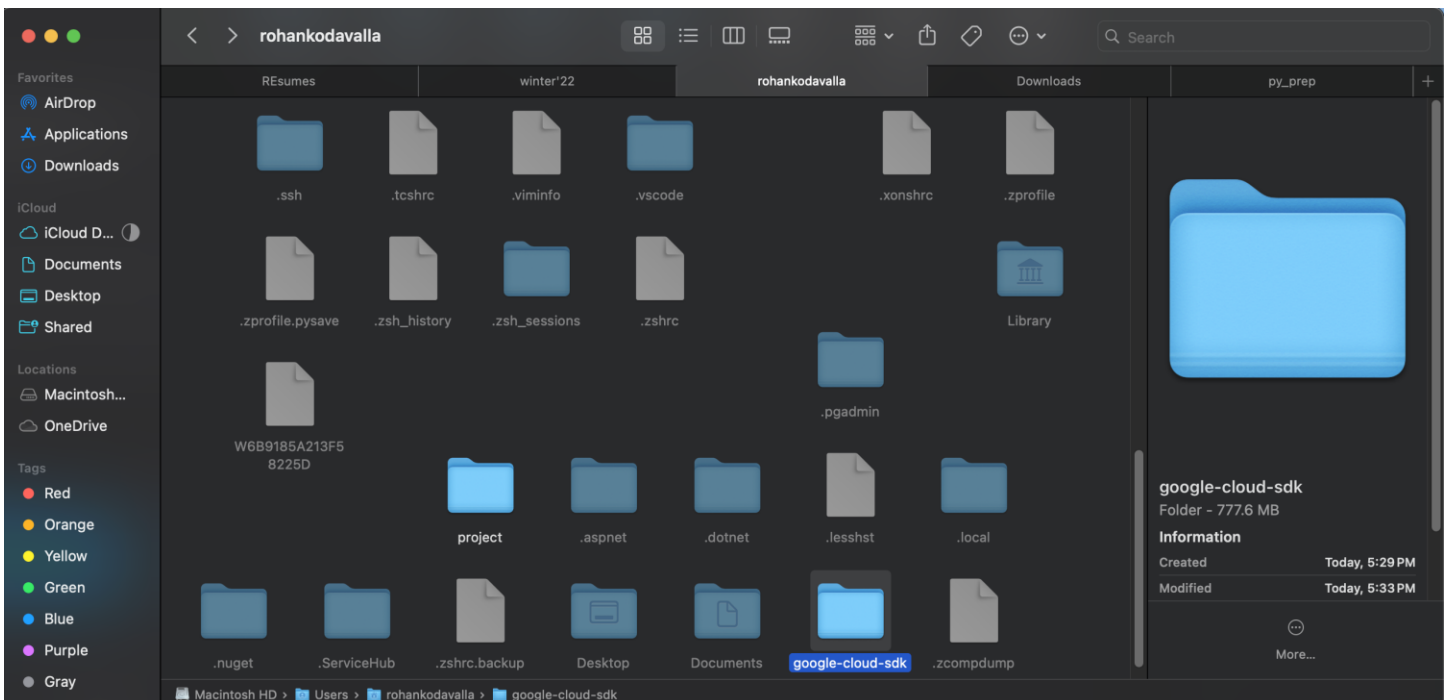 rohankodavalla
Search
REsumes
winter'22
rohankodavalla
Downloads
py_prep
Favorites
AirDrop
Applications
Downloads
iCloud
iCloud D...
Documents
Desktop
Shared
Locations
Macintosh...
OneDrive
Tags
Red
Orange
Yellow
Green
Blue
Purple
Gray
.ssh
.tcshrc
.viminfo
.vscode
.xonshrc
.zprofile
.zprofile.pysave
.zsh_history
.zsh_sessions
.zshrc
Library
.pgadmin
W6B9185A213F5
8225D
project
.aspnet
.dotnet
.lesshst
.local
.nuget
.ServiceHub
.zshrc.backup
Desktop
Documents
google-cloud-sdk
.zcompdump
google-cloud-sdk
Folder - 777.6 MB
Information
Created Today, 5:29 PM
Modified Today, 5:33 PM
More...
Macintosh HD › Users › rohankodavalla › google-cloud-sdk